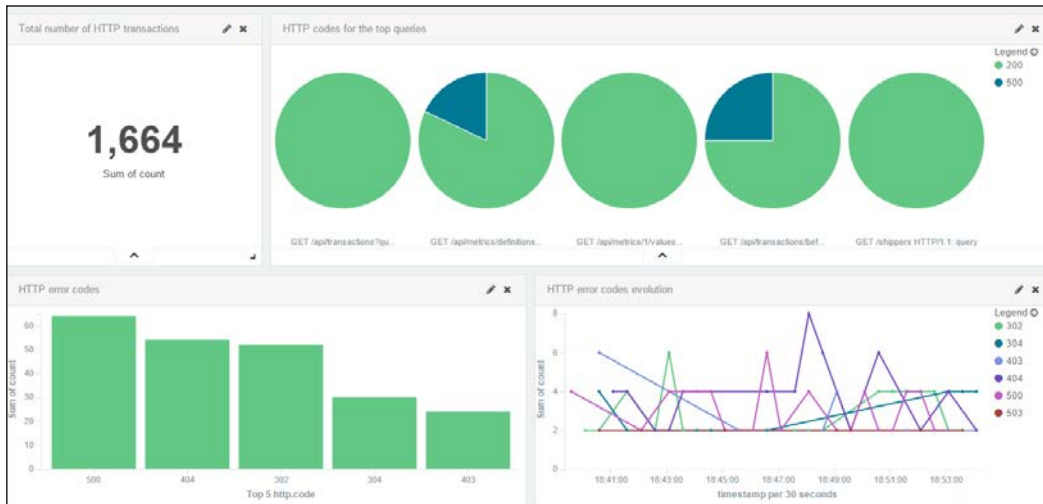 Total number of HTTP transactions
1,664
Sum of count
HTTP codes for the top queries
Legend
200
500
GET /api/transactions?qu...
GET /api/metrics/definitions...
GET /api/metrics/1/values...
GET /api/transactions/bef...
GET /shippers HTTP/1.1: query
HTTP error codes
Sum of count
60
50
40
30
20
10
0
500
404
302
304
403
Top 5 http.code
HTTP error codes evolution
Sum of count
8
6
4
2
0
18:41:00
18:43:00
18:45:00
18:47:00
18:49:00
18:51:00
18:53:00
timestamp per 30 seconds
Legend
302
304
403
404
500
503